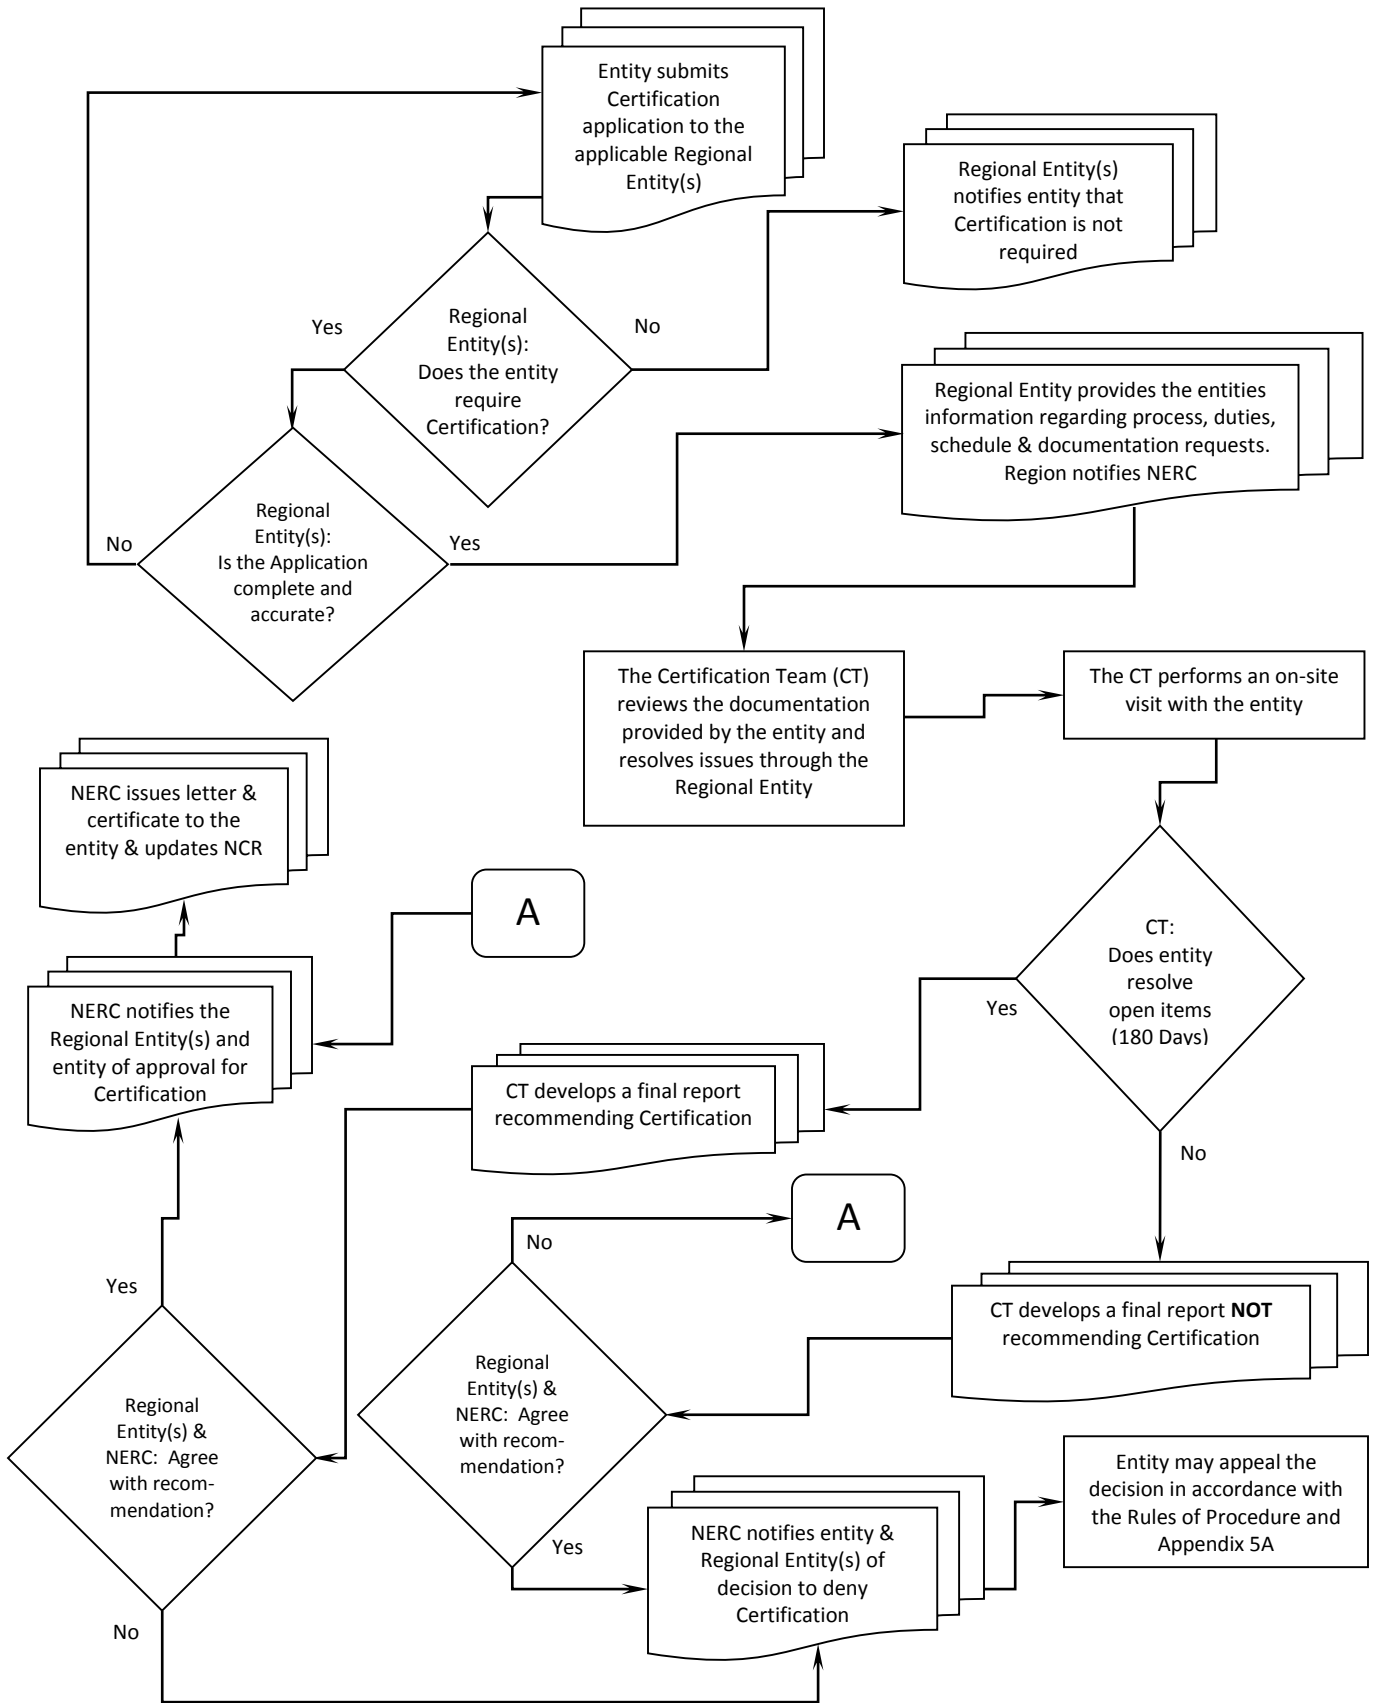 Entity submits
Certification
application to the
applicable Regional
Entity(s)
Regional Entity(s)
notifies entity that
Certification is not
required
Yes
Regional
Entity(s):
Does the entity
require
Certification?
No
Regional Entity provides the entities
information regarding process, duties,
schedule & documentation requests.
Region notifies NERC
No
Regional
Entity(s):
Is the Application
complete and
accurate?
Yes
The Certification Team (CT)
reviews the documentation
provided by the entity and
resolves issues through the
Regional Entity
The CT performs an on-site
visit with the entity
NERC issues letter &
certificate to the
entity & updates NCR
A
CT:
Does entity
resolve
open items
(180 Days)
Yes
No
NERC notifies the
Regional Entity(s) and
entity of approval for
Certification
CT develops a final report
recommending Certification
A
No
Yes
CT develops a final report NOT
recommending Certification
Regional
Entity(s) &
NERC:  Agree
with recom-
mendation?
Regional
Entity(s) &
NERC:  Agree
with recom-
mendation?
Yes
No
NERC notifies entity &
Regional Entity(s) of
decision to deny
Certification
Entity may appeal the
decision in accordance with
the Rules of Procedure and
Appendix 5A